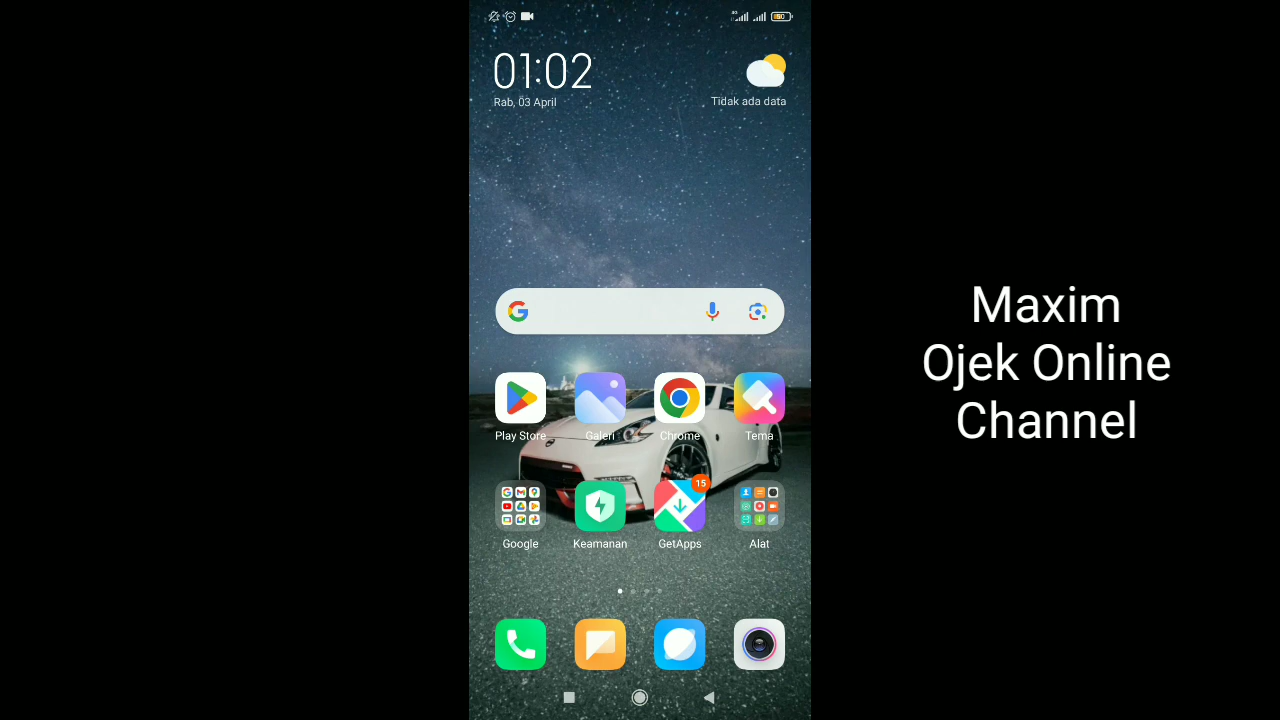 01:02
Rab, 03 April
Tidak ada data
Play Store
Galeri
Chrome
Tema
15
Google
Keamanan
GetApps
Alat
Maxim
Ojek Online
Channel